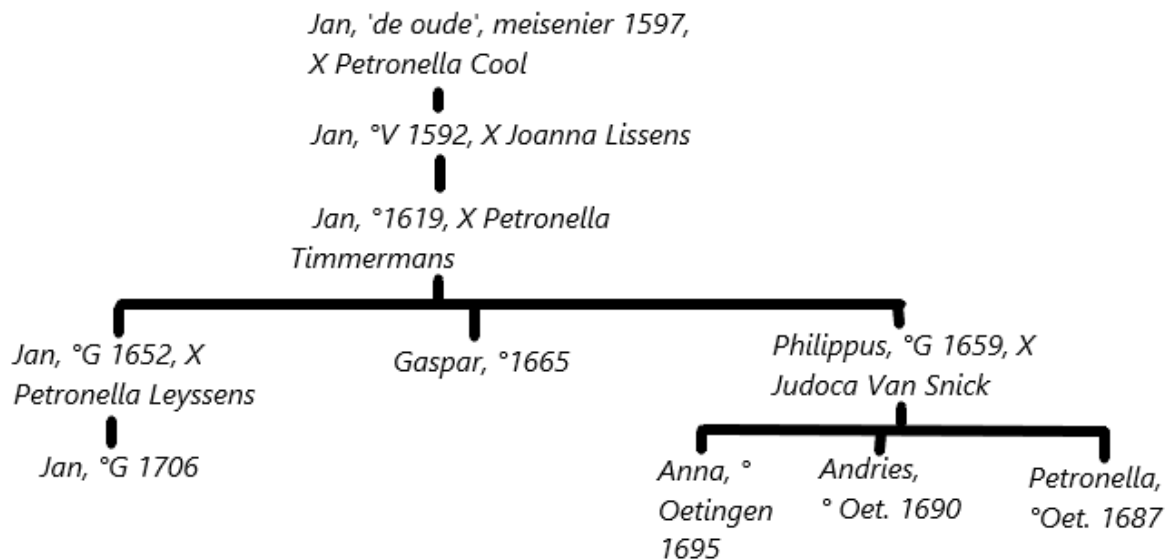 Jan, 'de oude', meisenier 1597,
X Petronella Cool
Jan, °V 1592, X Joanna Lissens
Jan, °1619, X Petronella
Timmermans
Jan, °G 1652, X
Petronella Leyssens
Gaspar, °1665
Philippus, °G 1659, X
Judoca Van Snick
Jan, °G 1706
Anna, °
Oetingen
1695
Andries,
° Oet. 1690
Petronella,
°Oet. 1687